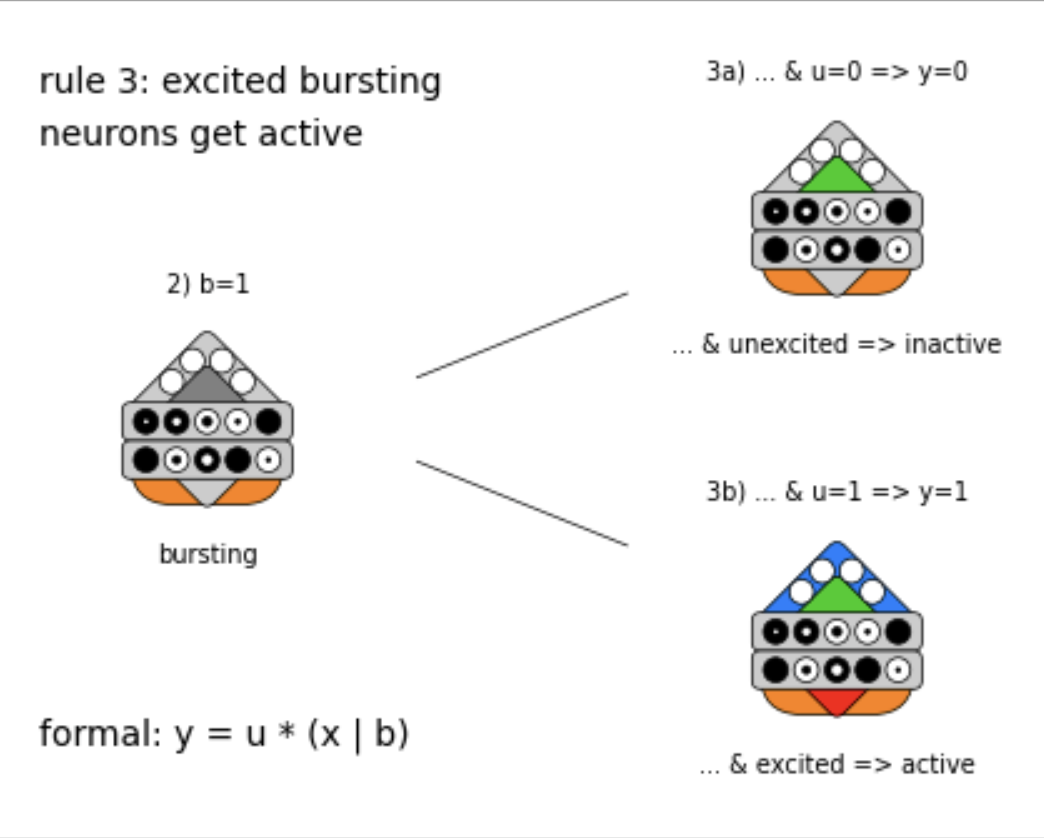 rule 3: excited bursting
neurons get active
3a) ... & u=0 => y=0
2) b=1
... & unexcited => inactive
3b) ... & u=1 => y=1
bursting
formal: y = u * (x | b)
... & excited => active